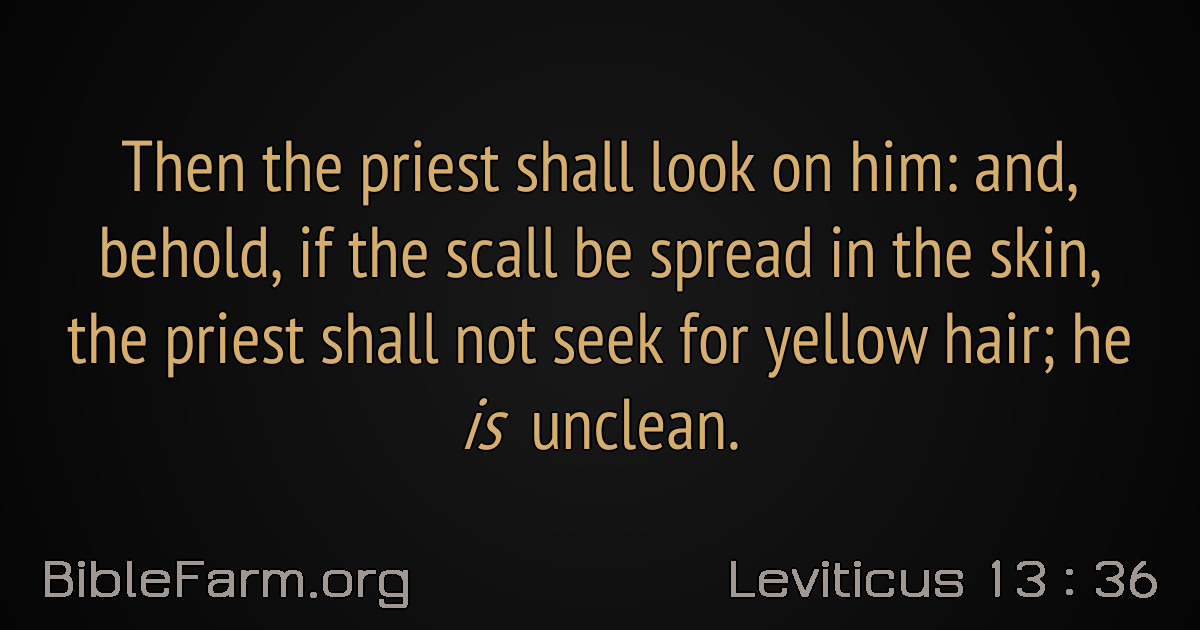 Then the priest shall look on him: and,
behold, if the scall be spread in the skin,
the priest shall not seek for yellow hair; he
is unclean.
BibleFarm.org
Leviticus 13 : 36